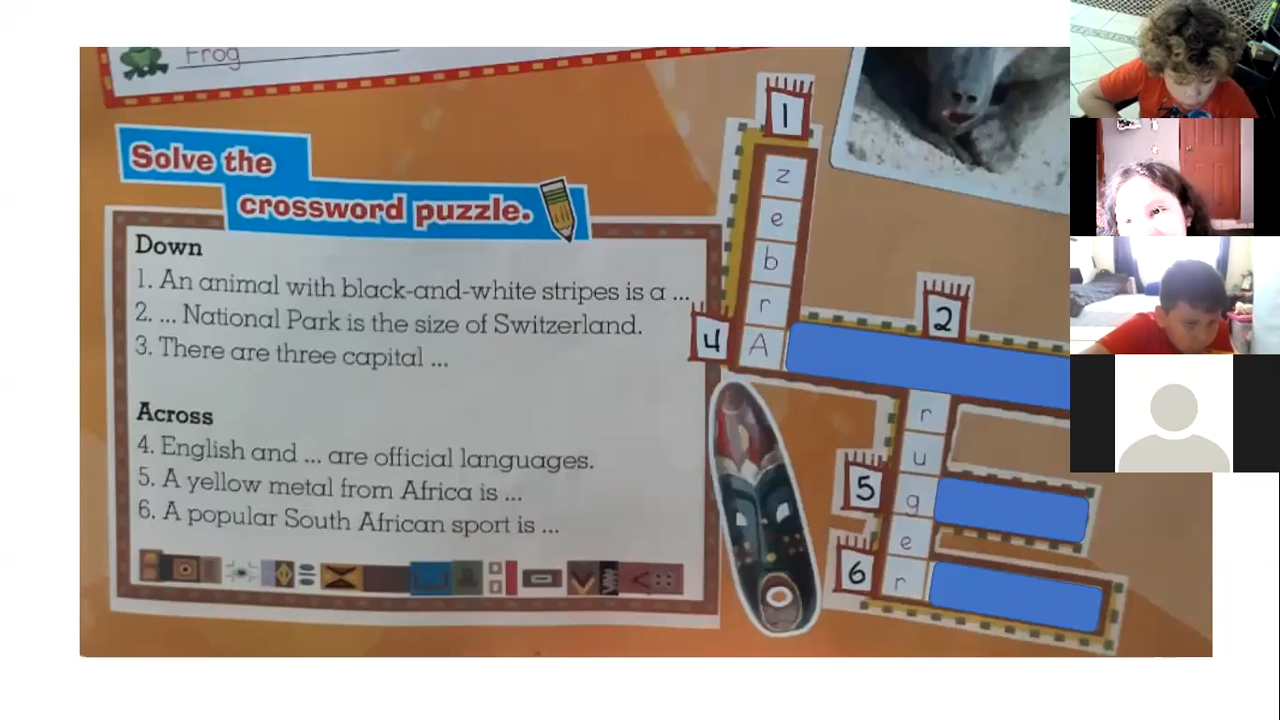 Frog
Solve the
crossword puzzle.
Down
1. An animal with black-and-white stripes is a ...
2. ... National Park is the size of Switzerland.
3. There are three capital ...
Across
4. English and ... are official languages.
5. A yellow metal from Africa is ...
6. A popular South African sport is ...
1
z
e
b
r
4 A
2
r
u
5 g
e
6 r